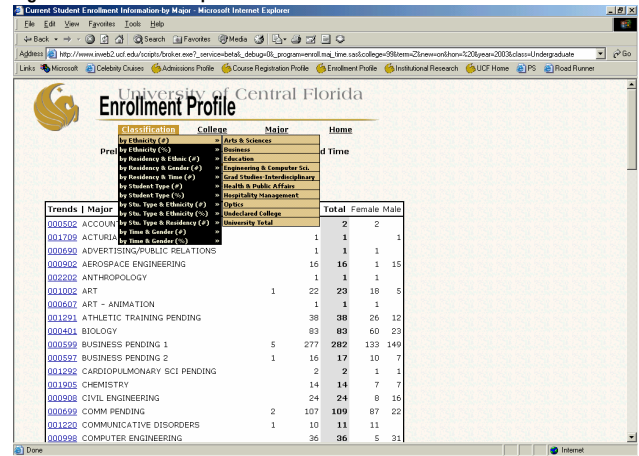 Current Student Enrollment Information-by Major - Microsoft Internet Explorer
File Edit View Favorites Tools Help
Back Search Favorites Media
Address http://www.iroweb2.ucf.edu/scripts/broker.exe?_service=beta&_debug=0&_program=enroll.maj_time.sas&college=99&term=Z&new=on&hon=%20&year=2003&class=Undergraduate Go
Links Microsoft Celebrity Cruises Admissions Profile Course Registration Profile Enrollment Profile Institutional Research UCF Home PS Road Runner
University of Central Florida
Enrollment Profile
Classification College Major Home
by Ethnicity (#) » Arts & Sciences
Prel by Ethnicity (%) » Business d Time
by Residency & Ethnic (#) » Education
by Residency & Gender (#) » Engineering & Computer Sci.
by Residency & Time (#) » Grad Studies-Interdisciplinary
by Student Type (#) » Health & Public Affairs
by Student Type (%) » Hospitality Management
by Stu. Type & Ethnicity (#) » Optics
by Stu. Type & Ethnicity (%) » Undeclared College
by Stu. Type & Residency (#) » University Total
by Time & Gender (#) »
by Time & Gender (%) »
Trends | Major Total Female Male
000502 ACCOUNT 2 2
001709 ACTURIA 1 1 1
000690 ADVERTISING/PUBLIC RELATIONS 1 1 1
000902 AEROSPACE ENGINEERING 16 16 1 15
002202 ANTHROPOLOGY 1 1 1
001002 ART 1 22 23 18 5
000607 ART - ANIMATION 1 1 1
001291 ATHLETIC TRAINING PENDING 38 38 26 12
000401 BIOLOGY 83 83 60 23
000599 BUSINESS PENDING 1 5 277 282 133 149
000597 BUSINESS PENDING 2 1 16 17 10 7
001292 CARDIOPULMONARY SCI PENDING 2 2 1 1
001905 CHEMISTRY 14 14 7 7
000908 CIVIL ENGINEERING 24 24 8 16
000699 COMM PENDING 2 107 109 87 22
001220 COMMUNICATIVE DISORDERS 1 10 11 11
000998 COMPUTER ENGINEERING 36 36 5 31
Done Internet